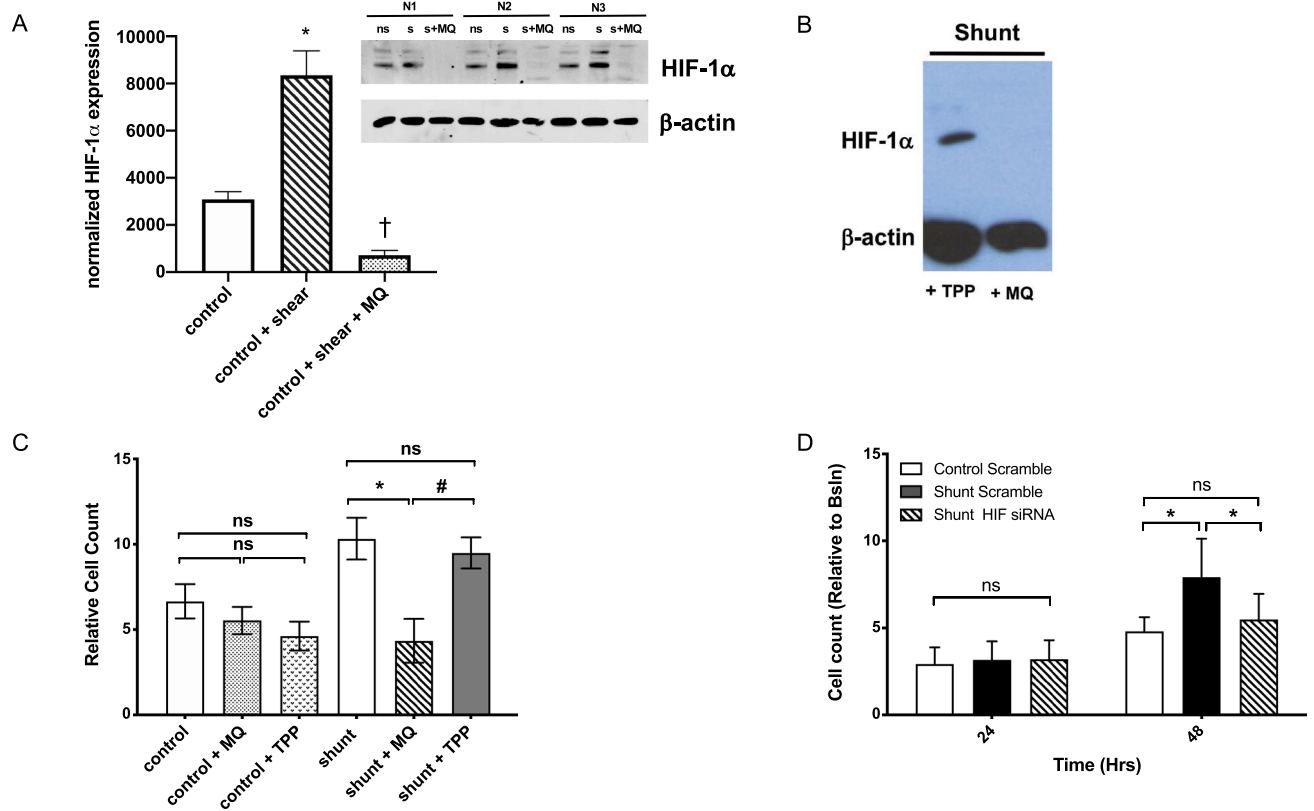 A
normalized HIF-1α expression
10000
8000
6000
4000
2000
0
*
†
control
control + shear
control + shear + MQ
N1 N2 N3
ns s s+MQ ns s s+MQ ns s s+MQ
HIF-1α
β-actin
B
Shunt
HIF-1α
β-actin
+ TPP + MQ
C
Relative Cell Count
15
10
5
0
ns
ns
ns
* #
control
control + MQ
control + TPP
shunt
shunt + MQ
shunt + TPP
D
Cell count (Relative to Bsln)
15
10
5
0
Control Scramble
Shunt Scramble
Shunt HIF siRNA
ns
ns
* *
24
48
Time (Hrs)